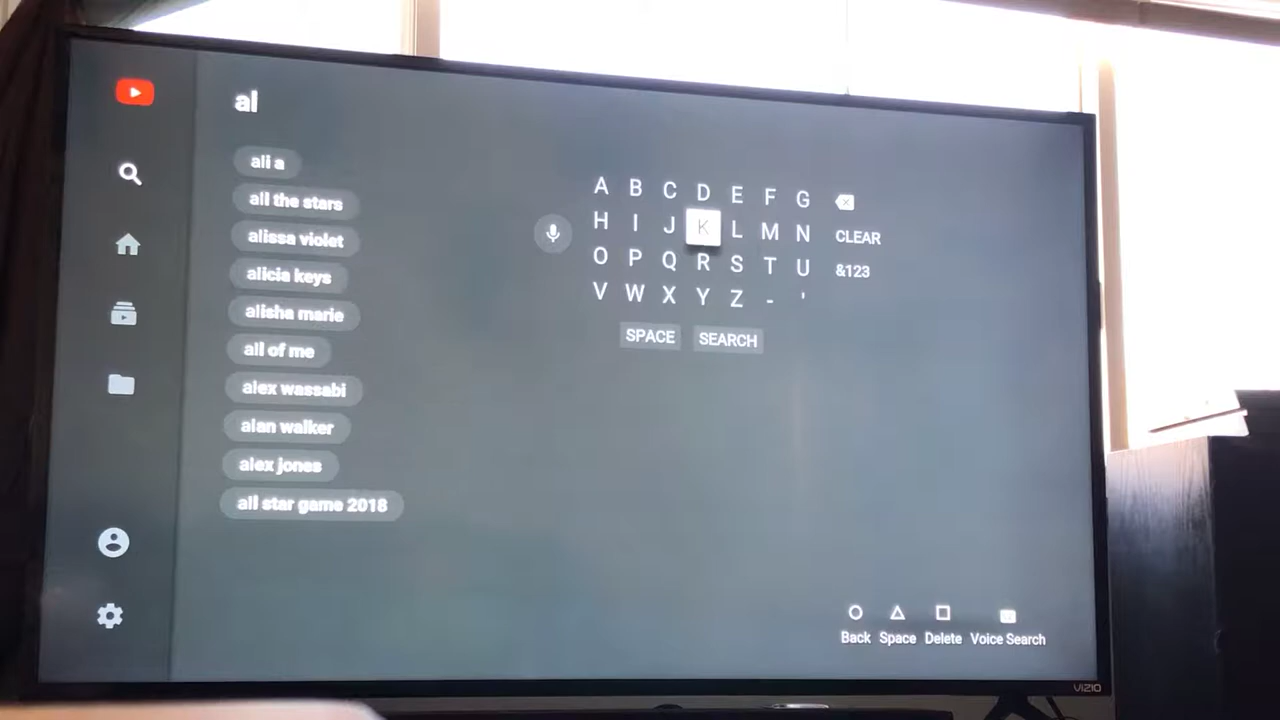 al
ali a
all the stars
alissa violet
alicia keys
alisha marie
all of me
alex wassabi
alan walker
alex jones
all star game 2018
A B C D E F G
H I J K L M N CLEAR
O P Q R S T U &123
V W X Y Z - '
SPACE SEARCH
Back Space Delete Voice Search
VIZIO